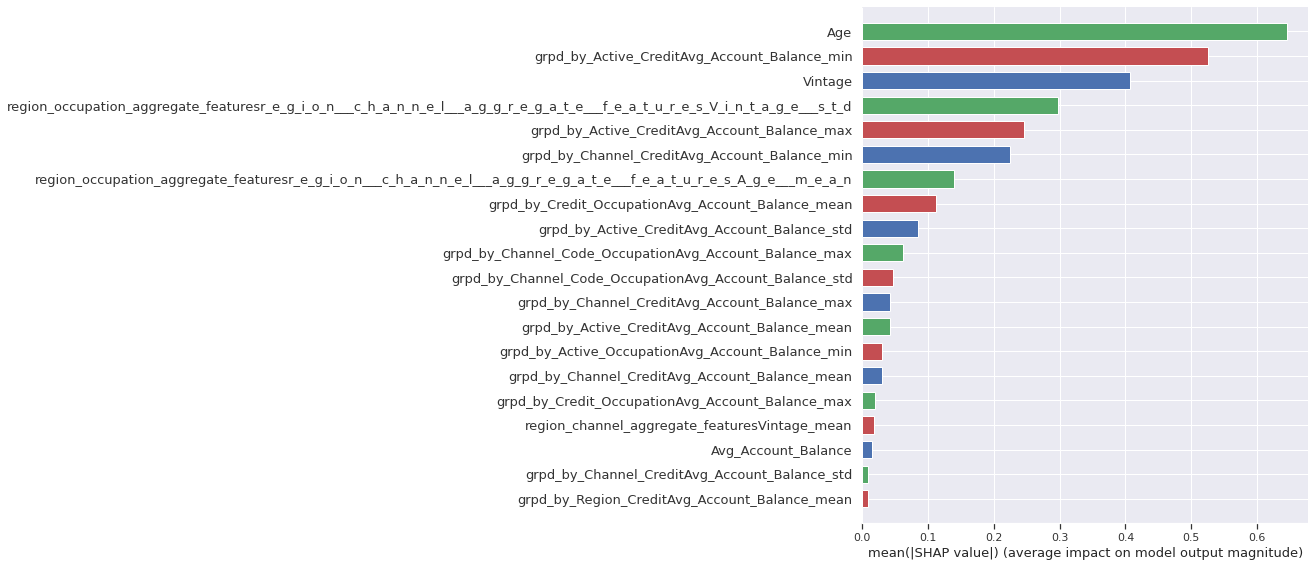 Age
grpd_by_Active_CreditAvg_Account_Balance_min
Vintage
region_occupation_aggregate_featuresr_e_g_i_o_n___c_h_a_n_n_e_l___a_g_g_r_e_g_a_t_e___f_e_a_t_u_r_e_s_V_i_n_t_a_g_e___s_t_d
grpd_by_Active_CreditAvg_Account_Balance_max
grpd_by_Channel_CreditAvg_Account_Balance_min
region_occupation_aggregate_featuresr_e_g_i_o_n___c_h_a_n_n_e_l___a_g_g_r_e_g_a_t_e___f_e_a_t_u_r_e_s_A_g_e___m_e_a_n
grpd_by_Credit_OccupationAvg_Account_Balance_mean
grpd_by_Active_CreditAvg_Account_Balance_std
grpd_by_Channel_Code_OccupationAvg_Account_Balance_max
grpd_by_Channel_Code_OccupationAvg_Account_Balance_std
grpd_by_Channel_CreditAvg_Account_Balance_max
grpd_by_Active_CreditAvg_Account_Balance_mean
grpd_by_Active_OccupationAvg_Account_Balance_min
grpd_by_Channel_CreditAvg_Account_Balance_mean
grpd_by_Credit_OccupationAvg_Account_Balance_max
region_channel_aggregate_featuresVintage_mean
Avg_Account_Balance
grpd_by_Channel_CreditAvg_Account_Balance_std
grpd_by_Region_CreditAvg_Account_Balance_mean
0.0 0.1 0.2 0.3 0.4 0.5 0.6
mean(|SHAP value|) (average impact on model output magnitude)